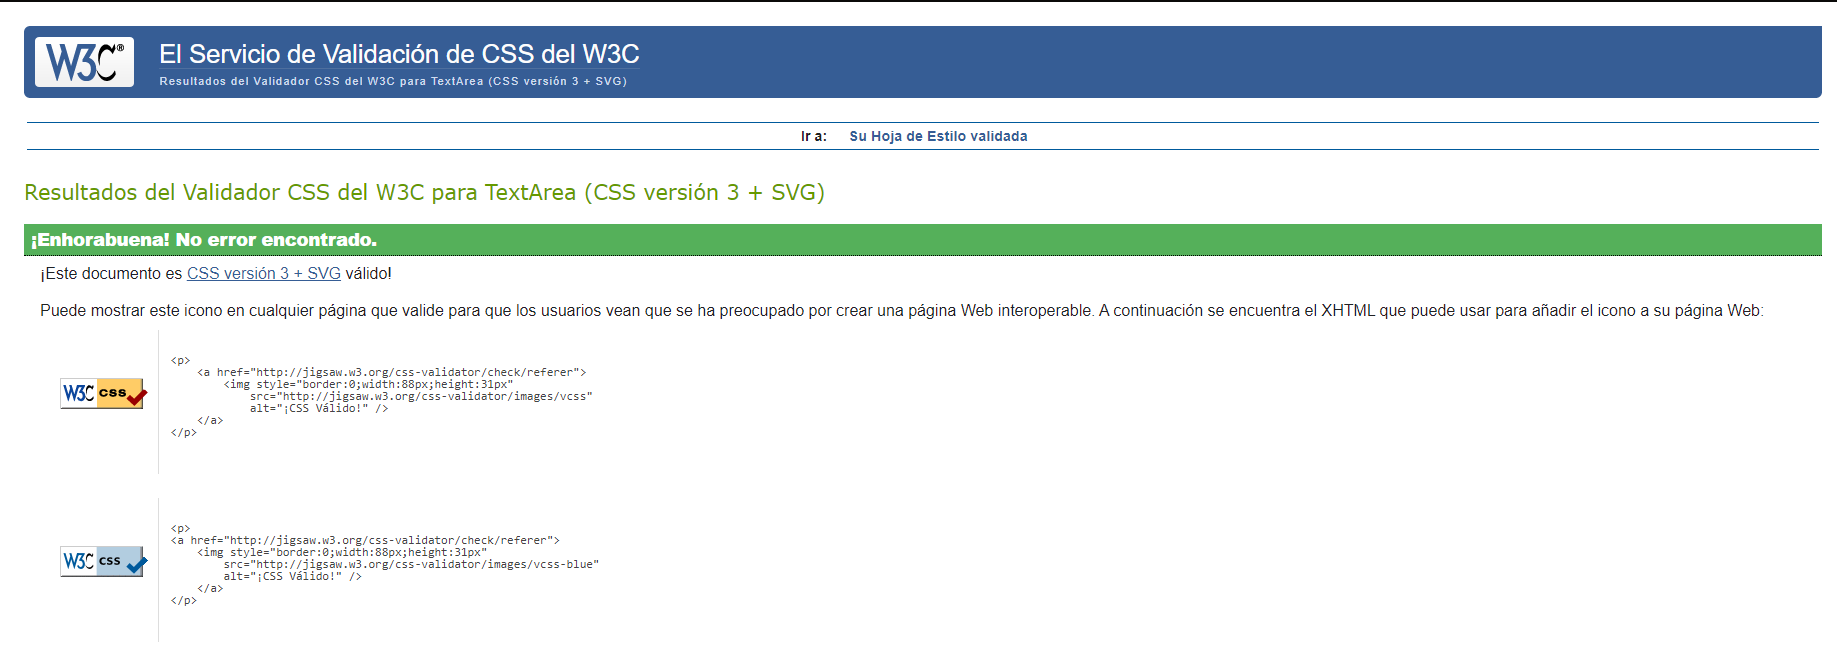 W3C®
El Servicio de Validación de CSS del W3C
Resultados del Validador CSS del W3C para TextArea (CSS versión 3 + SVG)
Ir a: Su Hoja de Estilo validada
Resultados del Validador CSS del W3C para TextArea (CSS versión 3 + SVG)
¡Enhorabuena! No error encontrado.
¡Este documento es CSS versión 3 + SVG válido!
Puede mostrar este icono en cualquier página que valide para que los usuarios vean que se ha preocupado por crear una página Web interoperable. A continuación se encuentra el XHTML que puede usar para añadir el icono a su página Web:
W3C css
<p>
<a href="http://jigsaw.w3.org/css-validator/check/referer">
<img style="border:0;width:88px;height:31px"
src="http://jigsaw.w3.org/css-validator/images/vcss"
alt="¡CSS Válido!" />
</a>
</p>
W3C css
<p>
<a href="http://jigsaw.w3.org/css-validator/check/referer">
<img style="border:0;width:88px;height:31px"
src="http://jigsaw.w3.org/css-validator/images/vcss-blue"
alt="¡CSS Válido!" />
</a>
</p>